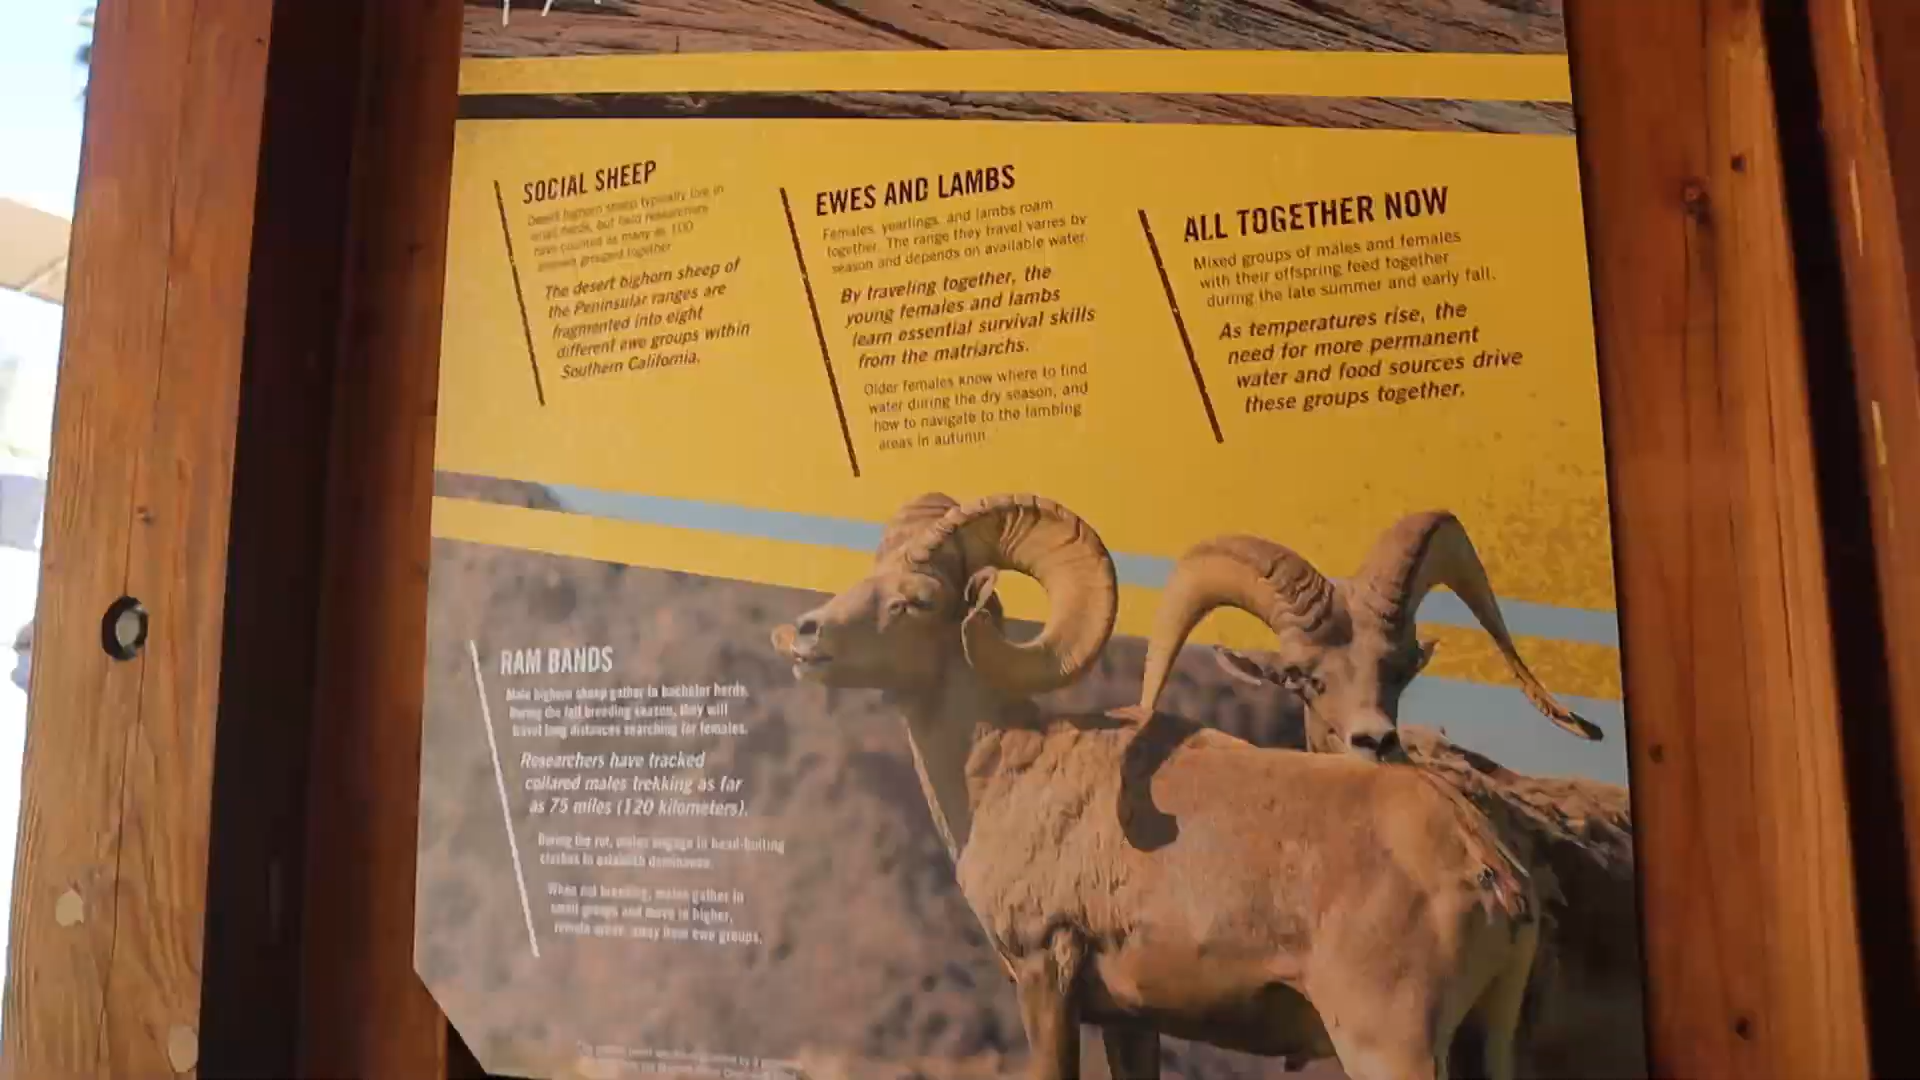 SOCIAL SHEEP
Desert bighorn sheep typically live in
small herds, but field researchers
have counted as many as 100
animals grouped together.
The desert bighorn sheep of
the Peninsular ranges are
fragmented into eight
different ewe groups within
Southern California.
EWES AND LAMBS
Females, yearlings, and lambs roam
together. The range they travel varies by
season and depends on available water.
By traveling together, the
young females and lambs
learn essential survival skills
from the matriarchs.
Older females know where to find
water during the dry season, and
how to navigate to the lambing
areas in autumn.
ALL TOGETHER NOW
Mixed groups of males and females
with their offspring feed together
during the late summer and early fall.
As temperatures rise, the
need for more permanent
water and food sources drive
these groups together.
RAM BANDS
Male bighorn sheep gather in bachelor herds.
During the fall breeding season, they will
travel long distances searching for females.
Researchers have tracked
collared males trekking as far
as 75 miles (120 kilometers).
During the rut, males engage in head-butting
clashes to establish dominance.
When not breeding, males gather in
small groups and move to higher,
remote areas away from ewe groups.